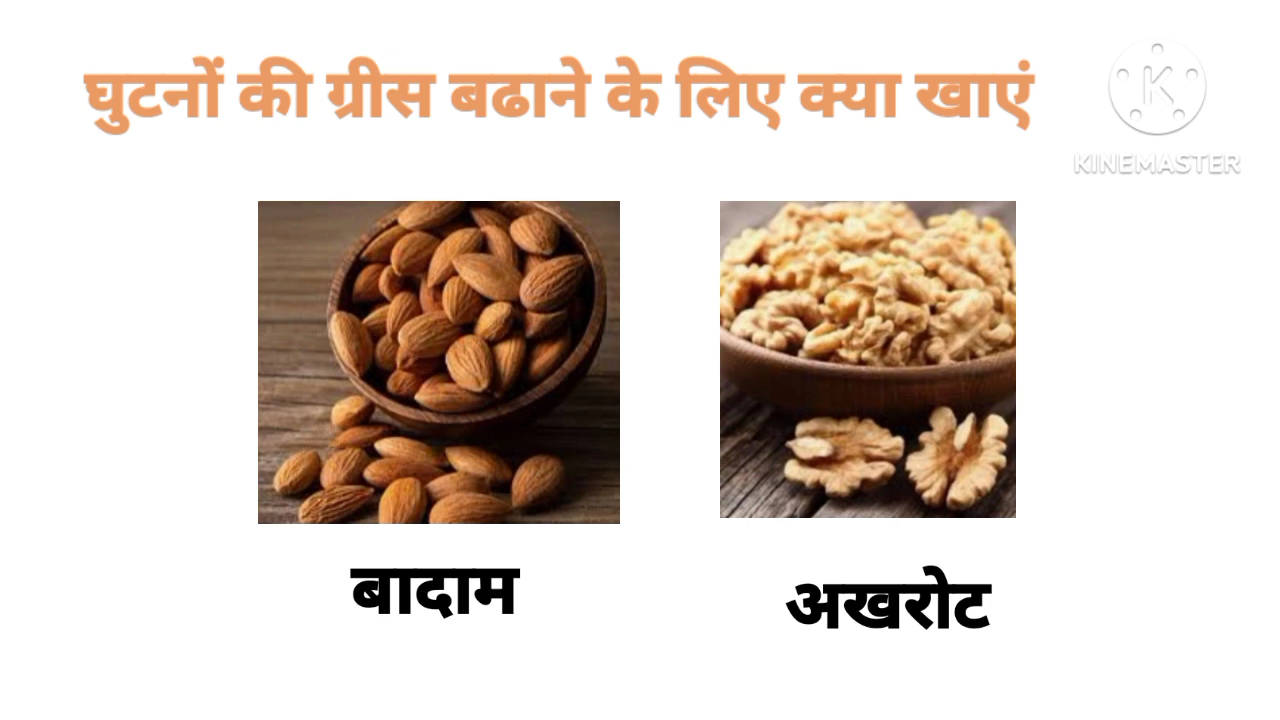 घुटनों की ग्रीस बढाने के लिए क्या खाएं
K
KINEMASTER
बादाम
अखरोट